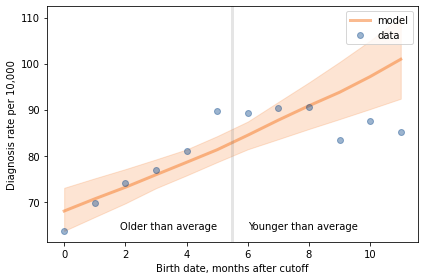 110
100
90
80
70
Diagnosis rate per 10,000
model
data
Older than average
Younger than average
0
2
4
6
8
10
Birth date, months after cutoff